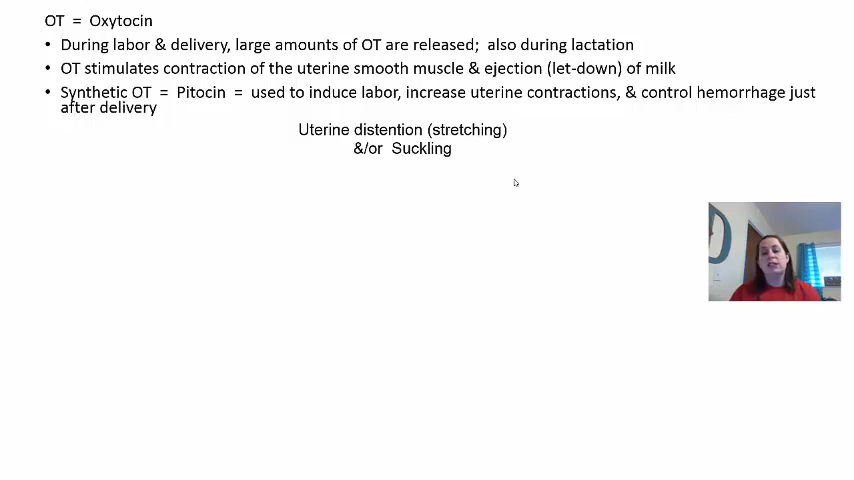 OT = Oxytocin
• During labor & delivery, large amounts of OT are released; also during lactation
• OT stimulates contraction of the uterine smooth muscle & ejection (let-down) of milk
• Synthetic OT = Pitocin = used to induce labor, increase uterine contractions, & control hemorrhage just
after delivery
Uterine distention (stretching)
&/or Suckling